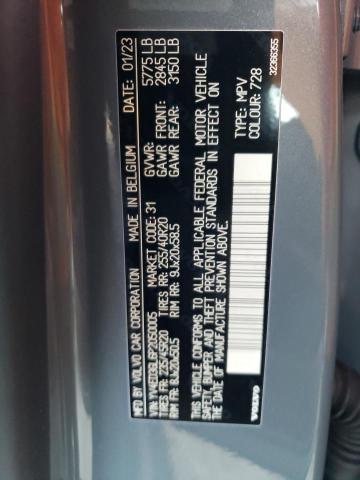 MFD BY VOLVO CAR CORPORATION MADE IN BELGIUM DATE: 01/23
MARKET CODE: 31 GVWR: 5775 LB
TIRES FR: 235/45R20 TIRES RR: 255/40R20 GAWR FRONT: 2845 LB
RIM FR: 8Jx20x50.5 RIM RR: 9Jx20x58.5 GAWR REAR: 3150 LB
THIS VEHICLE CONFORMS TO ALL APPLICABLE FEDERAL MOTOR VEHICLE
SAFETY, BUMPER AND THEFT PREVENTION STANDARDS IN EFFECT ON
THE DATE OF MANUFACTURE SHOWN ABOVE.
TYPE: MPV
COLOUR: 728
VOLVO
32366355